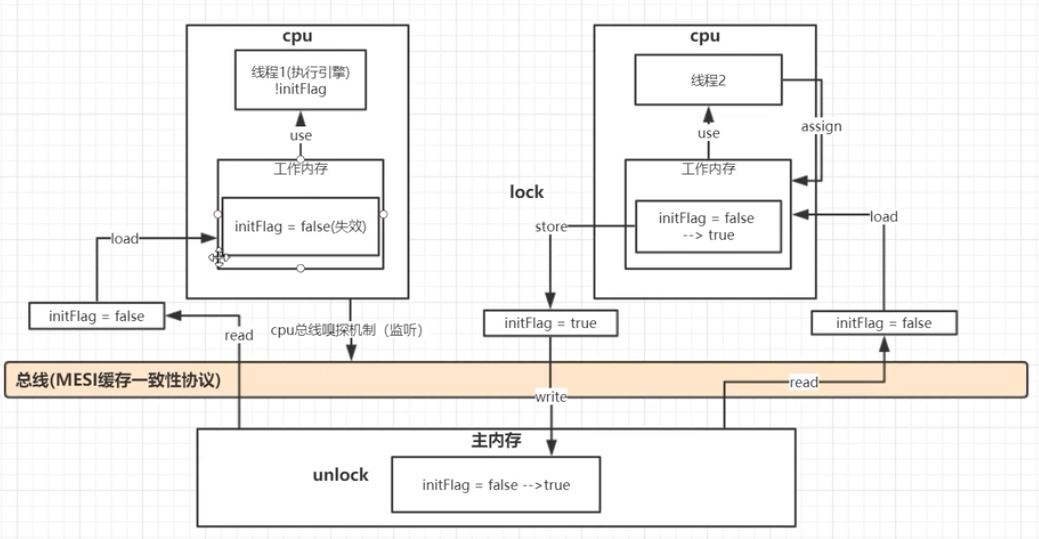 cpu
线程1(执行引擎)
!initFlag
use
工作内存
initFlag = false(失效)
load
initFlag = false
read
cpu总线嗅探机制（监听）
lock
cpu
线程2
use
assign
工作内存
initFlag = false
--> true
store
load
initFlag = true
initFlag = false
总线(MESI缓存一致性协议)
write
read
主内存
unlock
initFlag = false -->true